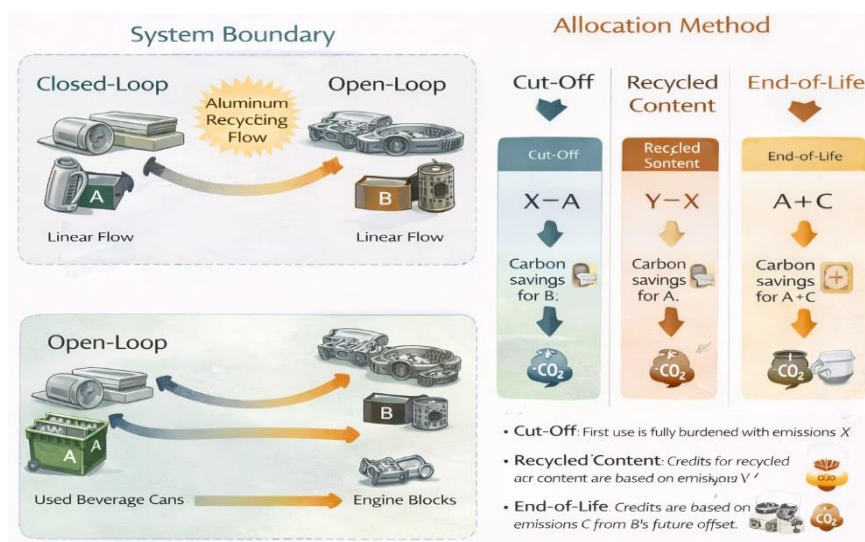 System Boundary
Closed-Loop
Aluminum
Recycling
Flow
Open-Loop
A
B
Linear Flow
Linear Flow
Open-Loop
A A
B
Used Beverage Cans
Engine Blocks
Allocation Method
Cut-Off
Recycled
Content
End-of-Life
Cut-Off
Recycled
Sontent
End-of-Life
X−A
Y−X
A+C
Carbon
savings
for B.
Carbon
savings
for A.
Carbon
savings
for A+C
-CO₂
-CO₂
-CO₂
• Cut-Off: First use is fully burdened with emissions X
• Recycled Content: Credits for recycled
acr content are based on
• End-of-Life. Credits are based on
emissions C from B's future offset.
CO₂